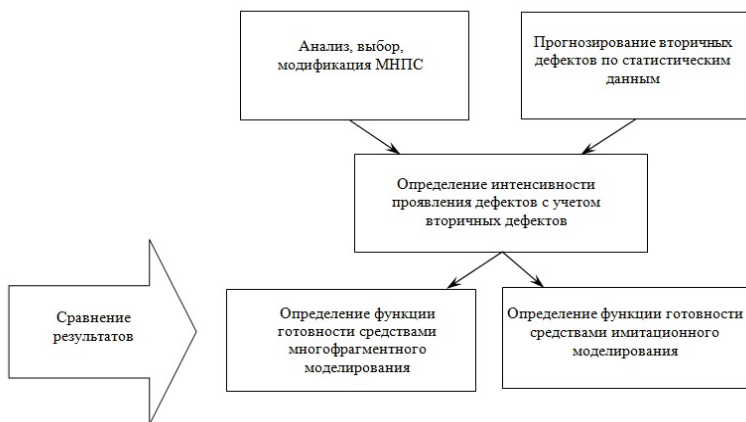 Анализ, выбор,
модификация МНПС
Прогнозирование вторичных
дефектов по статистическим
данным
Определение интенсивности
проявления дефектов с учетом
вторичных дефектов
Сравнение
результатов
Определение функции
готовности средствами
многофрагментного
моделирования
Определение функции готовности
средствами имитационного
моделирования